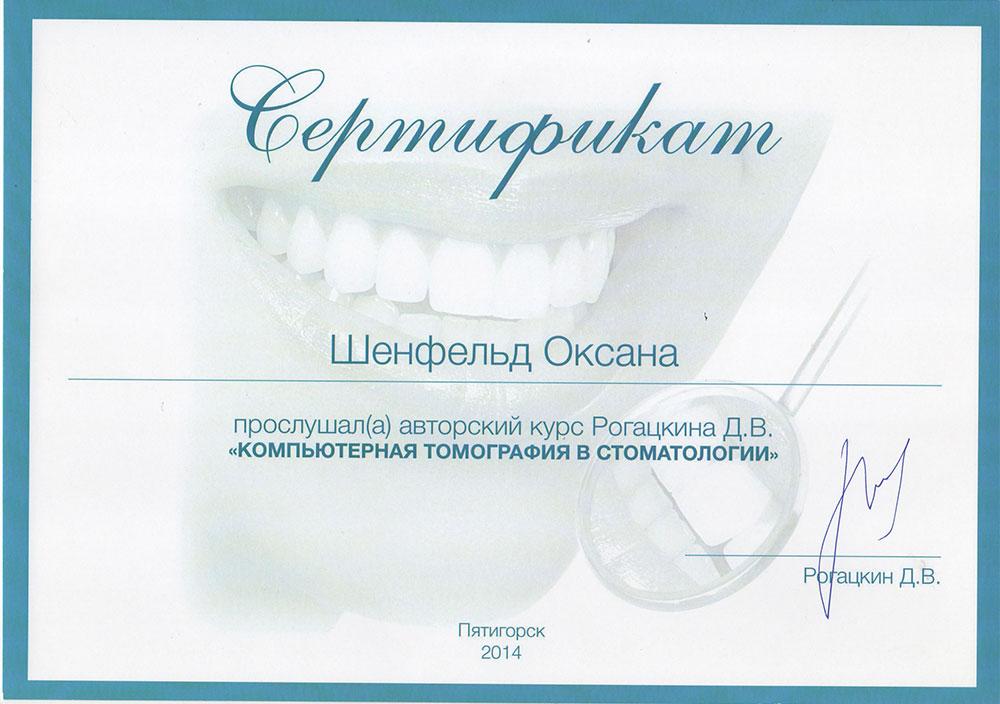 Сертификат
Шенфельд Оксана
прослушал(а) авторский курс Рогацкина Д.В.
«КОМПЬЮТЕРНАЯ ТОМОГРАФИЯ В СТОМАТОЛОГИИ»
Рогацкин Д.В.
Пятигорск
2014